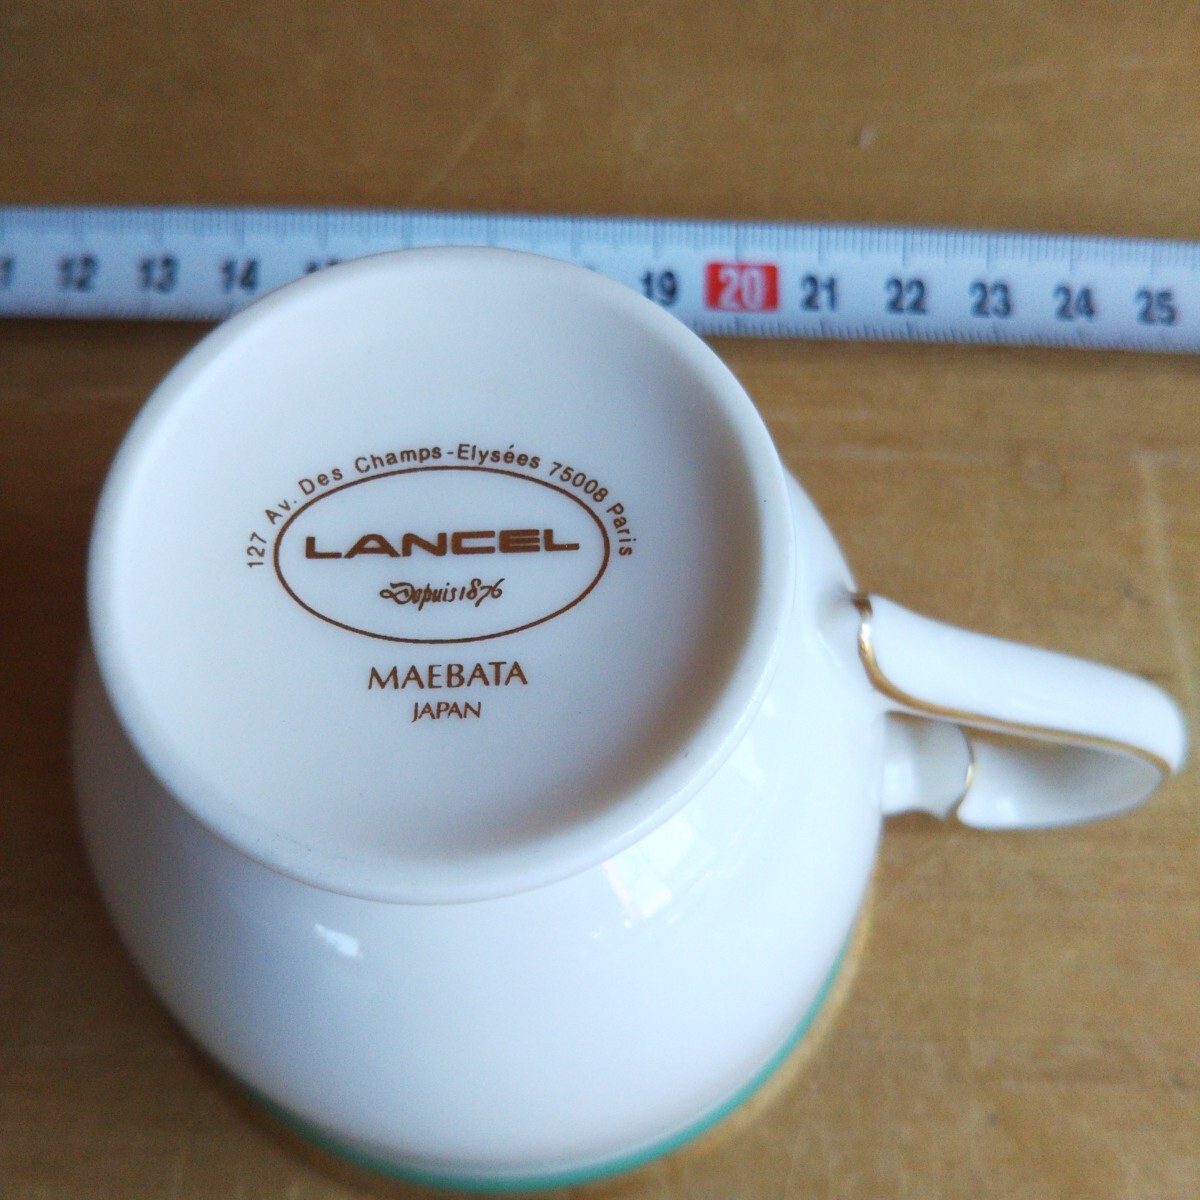 12 13 14 19 20 21 22 23 24 25
127 Av. Des Champs-Elysées 75008 Paris
LANCEL
Depuis 1876
MAEBATA
JAPAN